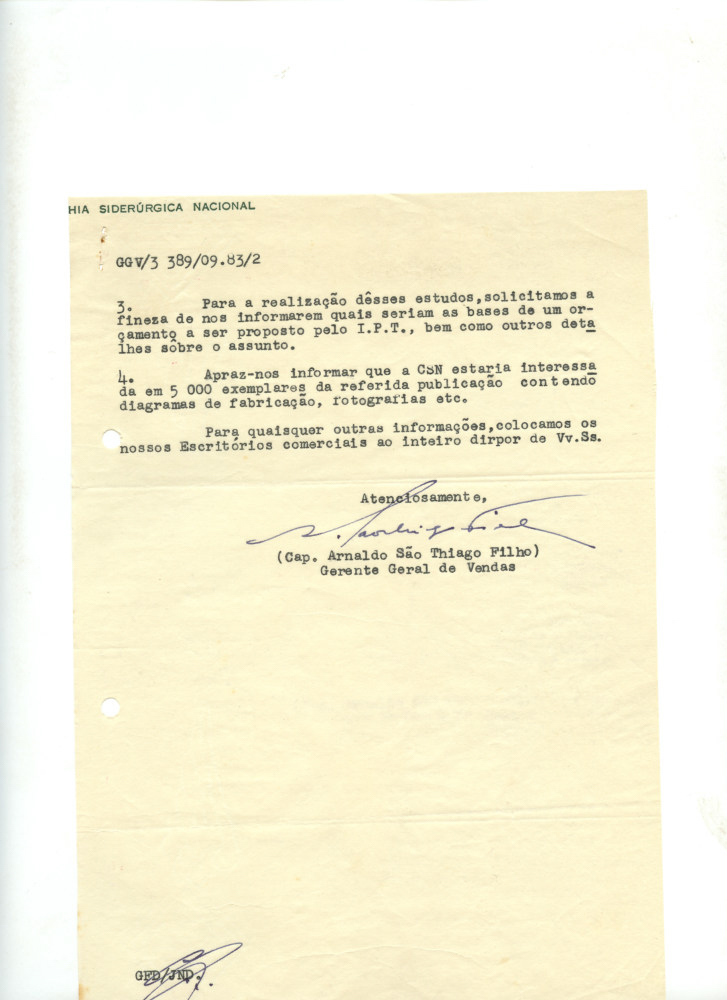 HIA SIDERÚRGICA NACIONAL
GGV/3 389/09.83/2
3. Para a realização dêsses estudos,solicitamos a
fineza de nos informarem quais seriam as bases de um or-
çamento a ser proposto pelo I.P.T., bem como outros deta
lhes sôbre o assunto.
4. Apraz-nos informar que a CSN estaria interessa
da em 5 000 exemplares da referida publicação contendo
diagramas de fabricação, fotografias etc.
Para quaisquer outras informações,colocamos os
nossos Escritórios comerciais ao inteiro dirpor de Vv.Ss.
Atenciosamente,
(Cap. Arnaldo São Thiago Filho)
Gerente Geral de Vendas
GFD/JND.